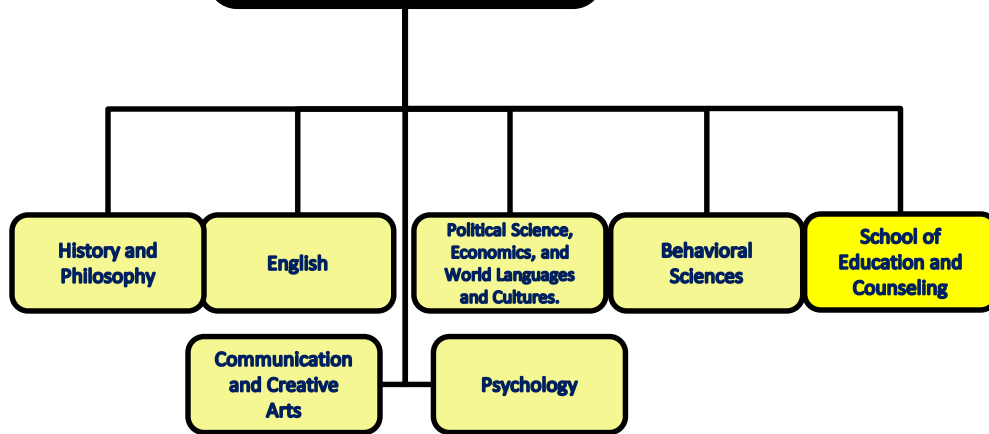 History and
Philosophy
English
Political Science,
Economics, and
World Languages
and Cultures.
Behavioral
Sciences
School of
Education and
Counseling
Communication
and Creative
Arts
Psychology